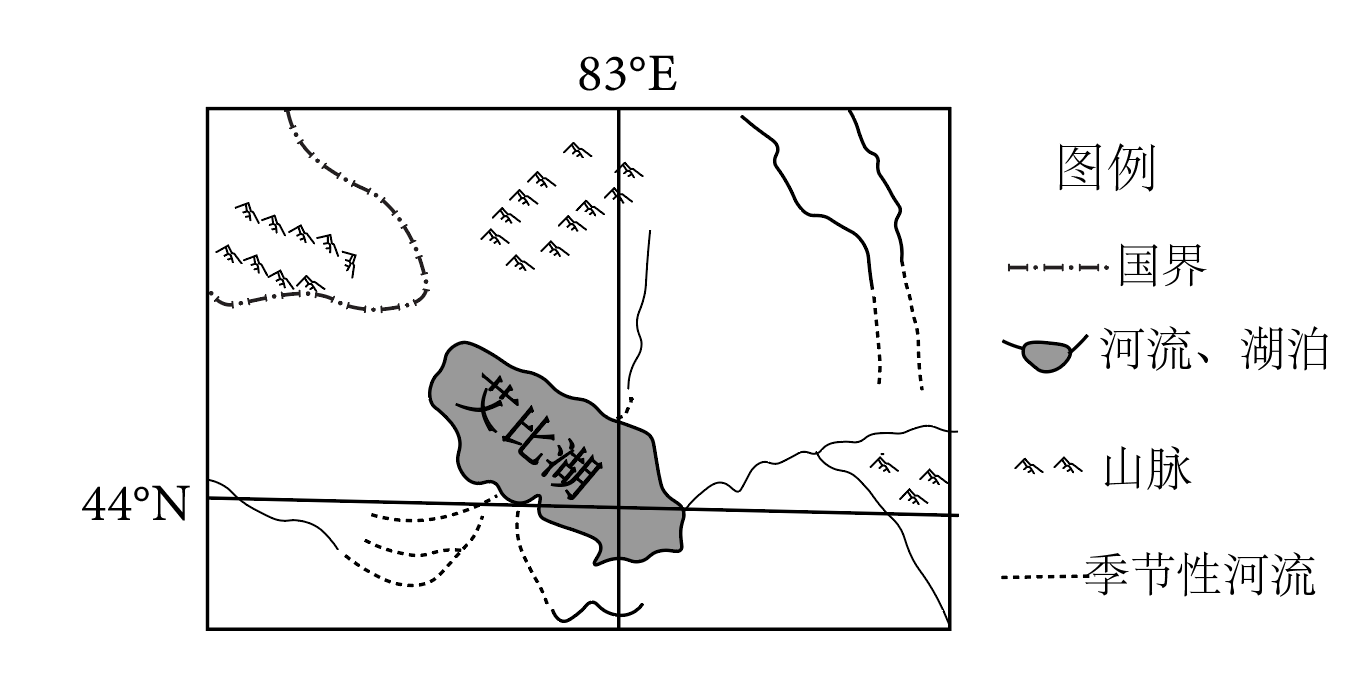 83°E
图例
国界
河流、湖泊
艾比湖
山脉
44°N
季节性河流